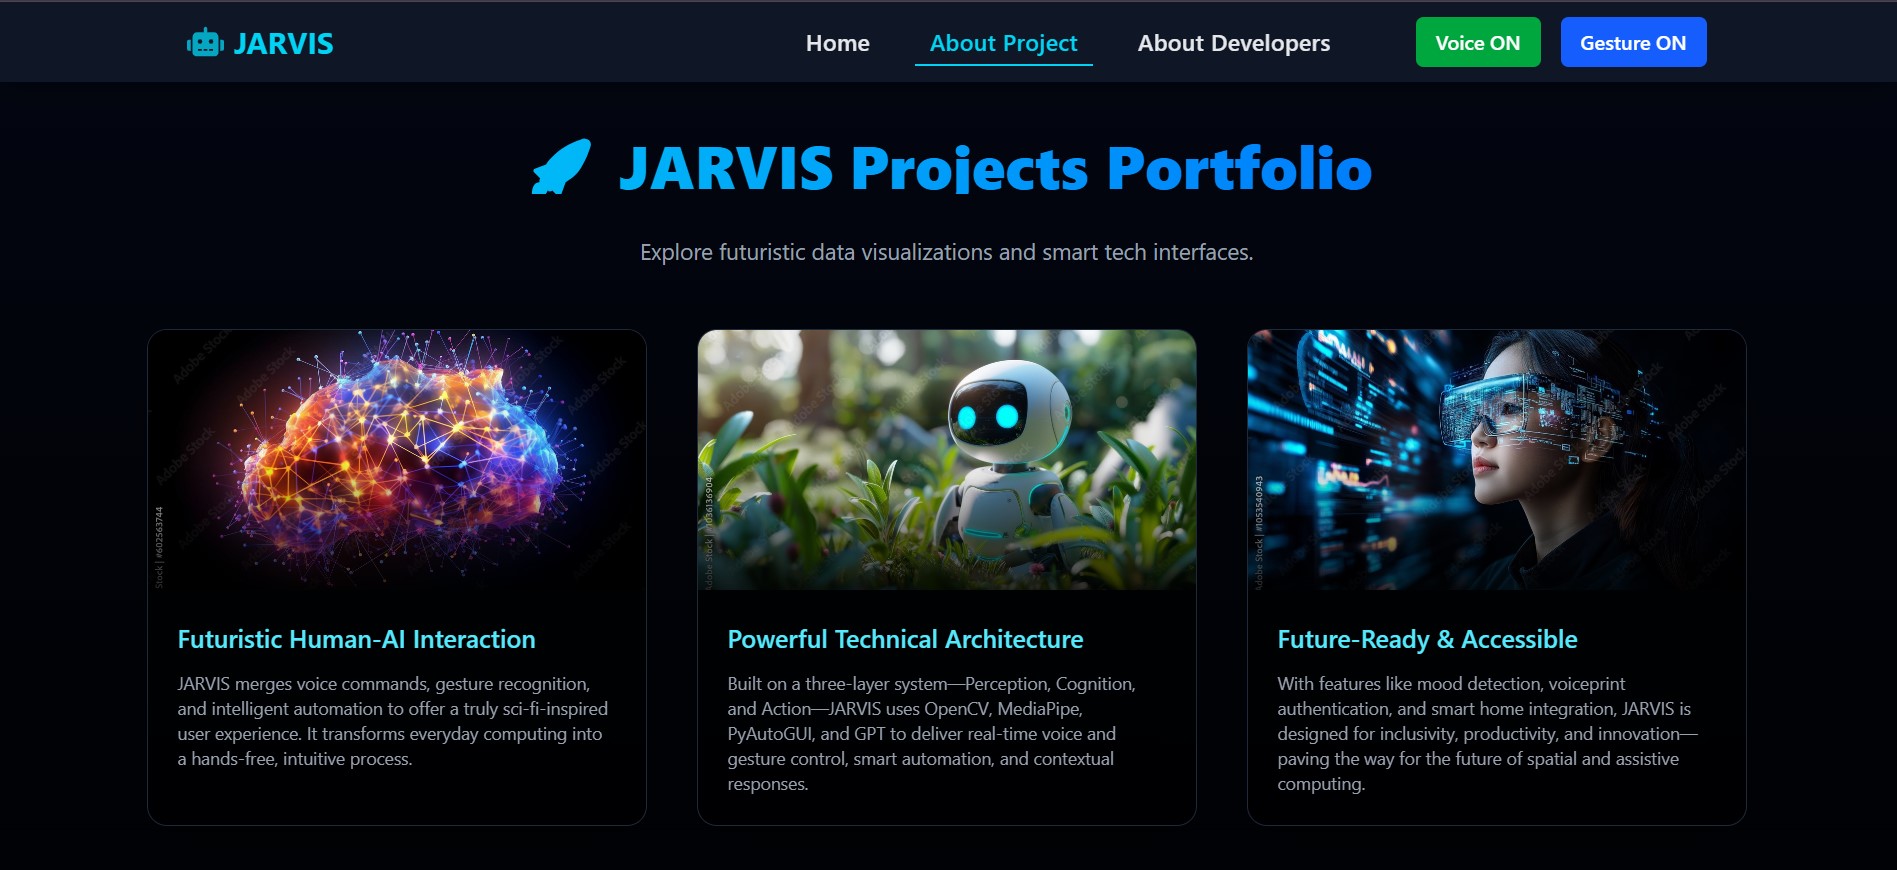 JARVIS
Home
About Project
About Developers
Voice ON
Gesture ON
JARVIS Projects Portfolio
Explore futuristic data visualizations and smart tech interfaces.
Adobe Stock
Stock | #602563744
Futuristic Human-AI Interaction
JARVIS merges voice commands, gesture recognition,
and intelligent automation to offer a truly sci-fi-inspired
user experience. It transforms everyday computing into
a hands-free, intuitive process.
Adobe Stock | #1036136904
Powerful Technical Architecture
Built on a three-layer system—Perception, Cognition,
and Action—JARVIS uses OpenCV, MediaPipe,
PyAutoGUI, and GPT to deliver real-time voice and
gesture control, smart automation, and contextual
responses.
Adobe Stock | #1053540943
Future-Ready & Accessible
With features like mood detection, voiceprint
authentication, and smart home integration, JARVIS is
designed for inclusivity, productivity, and innovation—
paving the way for the future of spatial and assistive
computing.